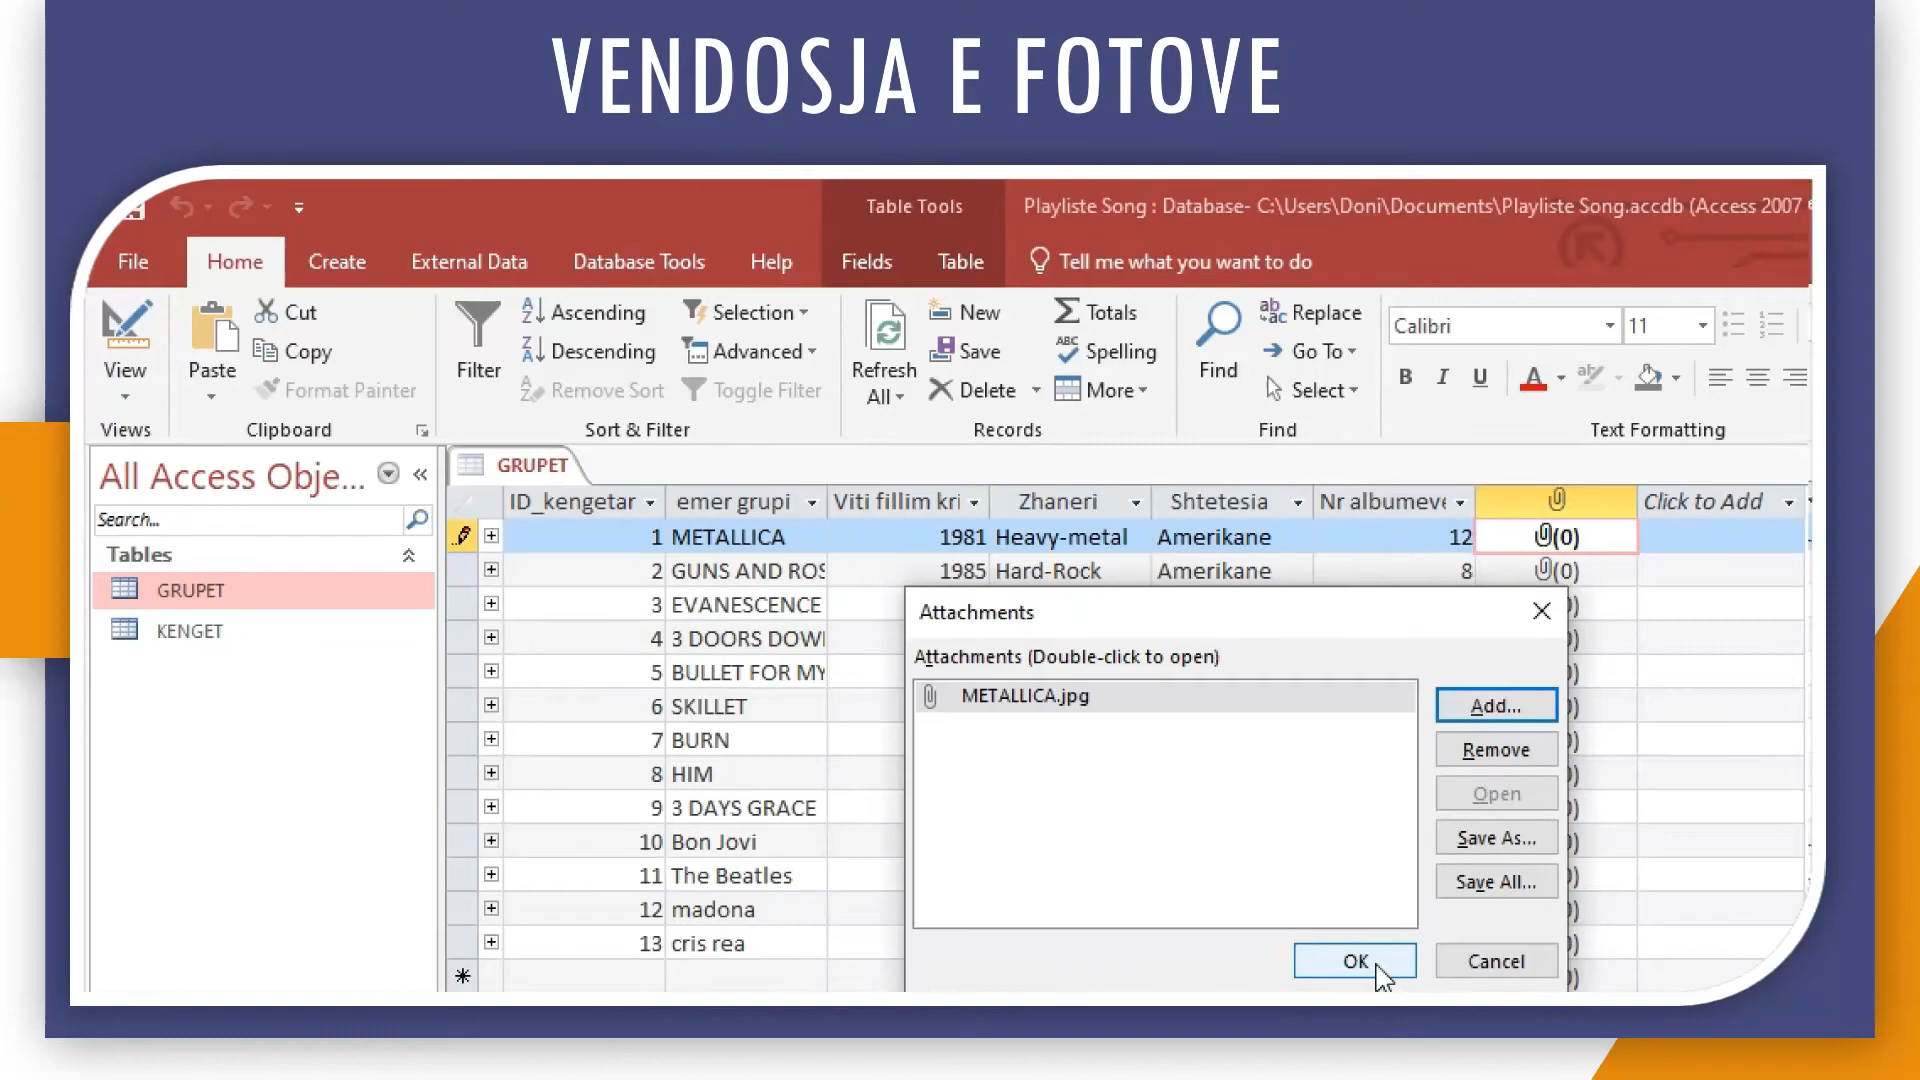 VENDOSJA E FOTOVE
Table Tools
Playliste Song : Database- C:\Users\Doni\Documents\Playliste Song.accdb (Access 2007
File Home Create External Data Database Tools Help Fields Table Tell me what you want to do
View
Views
Paste
Cut
Copy
Format Painter
Clipboard
Filter
Ascending
Descending
Remove Sort
Selection
Advanced
Toggle Filter
Sort & Filter
Refresh
All
New
Save
Delete
Totals
Spelling
More
Records
Find
Replace
Go To
Select
Find
Calibri 11
B I U A
Text Formatting
All Access Obje...
Search...
Tables
GRUPET
KENGET
GRUPET
ID_kengetar emer grupi Viti fillim kri Zhaneri Shtetesia Nr albumeve Click to Add
1 METALLICA 1981 Heavy-metal Amerikane 12 (0)
2 GUNS AND ROS 1985 Hard-Rock Amerikane 8 (0)
3 EVANESCENCE
4 3 DOORS DOW
5 BULLET FOR MY
6 SKILLET
7 BURN
8 HIM
9 3 DAYS GRACE
10 Bon Jovi
11 The Beatles
12 madona
13 cris rea
Attachments
Attachments (Double-click to open)
METALLICA.jpg
Add...
Remove
Open
Save As...
Save All...
OK
Cancel